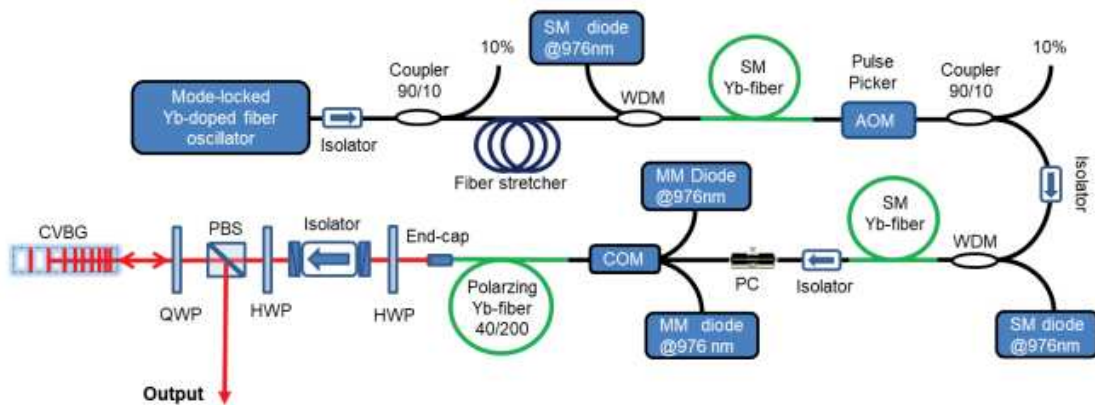 SM diode
@976nm
10%
Coupler
90/10
Mode-locked
Yb-doped fiber
oscillator
Isolator
Fiber stretcher
WDM
SM
Yb-fiber
Pulse
Picker
AOM
Coupler
90/10
10%
Isolator
CVBG
QWP
PBS
HWP
Isolator
HWP
End-cap
Polarzing
Yb-fiber
40/200
COM
MM Diode
@976nm
MM diode
@976 nm
PC
Isolator
SM
Yb-fiber
WDM
SM diode
@976nm
Output